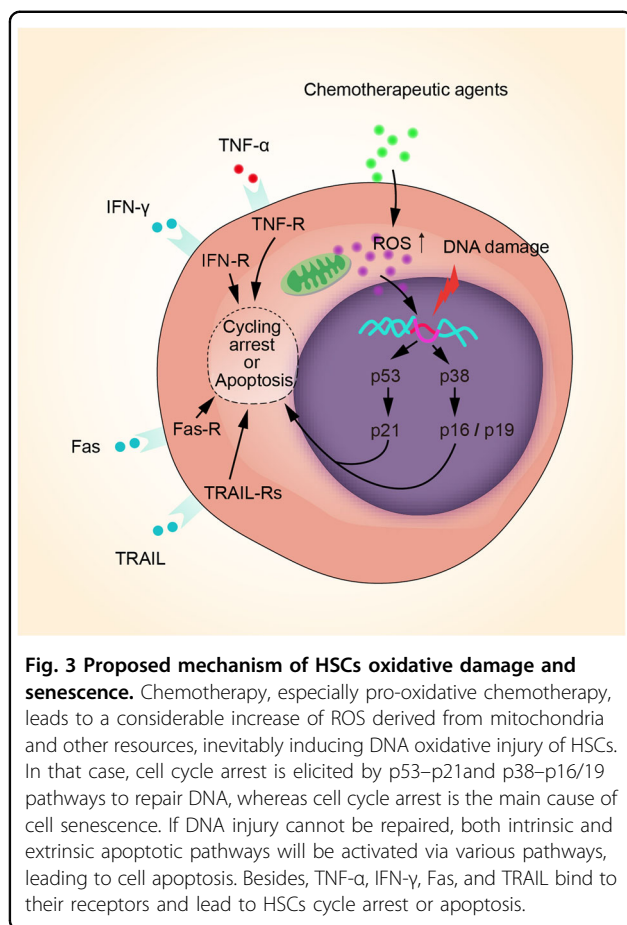 Chemotherapeutic agents
TNF-α
IFN-γ
TNF-R
ROS ↑
DNA damage
IFN-R
Cycling
arrest
or
Apoptosis
p53
p38
Fas-R
p21
p16 / p19
Fas
TRAIL-Rs
TRAIL
Fig. 3 Proposed mechanism of HSCs oxidative damage and
senescence. Chemotherapy, especially pro-oxidative chemotherapy,
leads to a considerable increase of ROS derived from mitochondria
and other resources, inevitably inducing DNA oxidative injury of HSCs.
In that case, cell cycle arrest is elicited by p53–p21and p38–p16/19
pathways to repair DNA, whereas cell cycle arrest is the main cause of
cell senescence. If DNA injury cannot be repaired, both intrinsic and
extrinsic apoptotic pathways will be activated via various pathways,
leading to cell apoptosis. Besides, TNF-α, IFN-γ, Fas, and TRAIL bind to
their receptors and lead to HSCs cycle arrest or apoptosis.